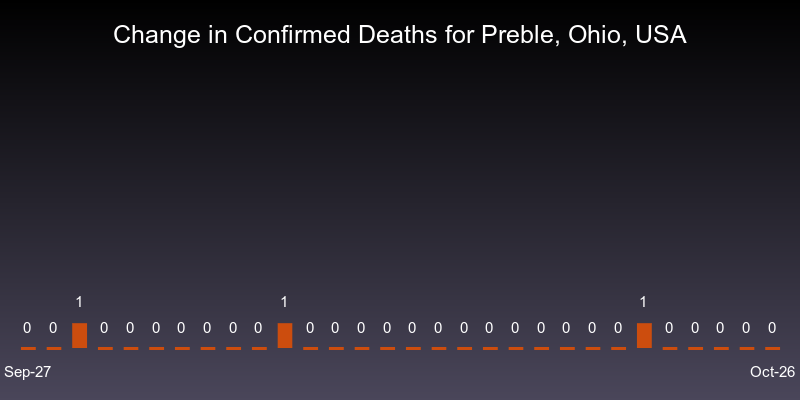 Change in Confirmed Deaths for Preble, Ohio, USA
1 1 1
0 0 0 0 0 0 0 0 0 0 0 0 0 0 0 0 0 0 0 0 0 0 0 0 0 0 0
Sep-27 Oct-26